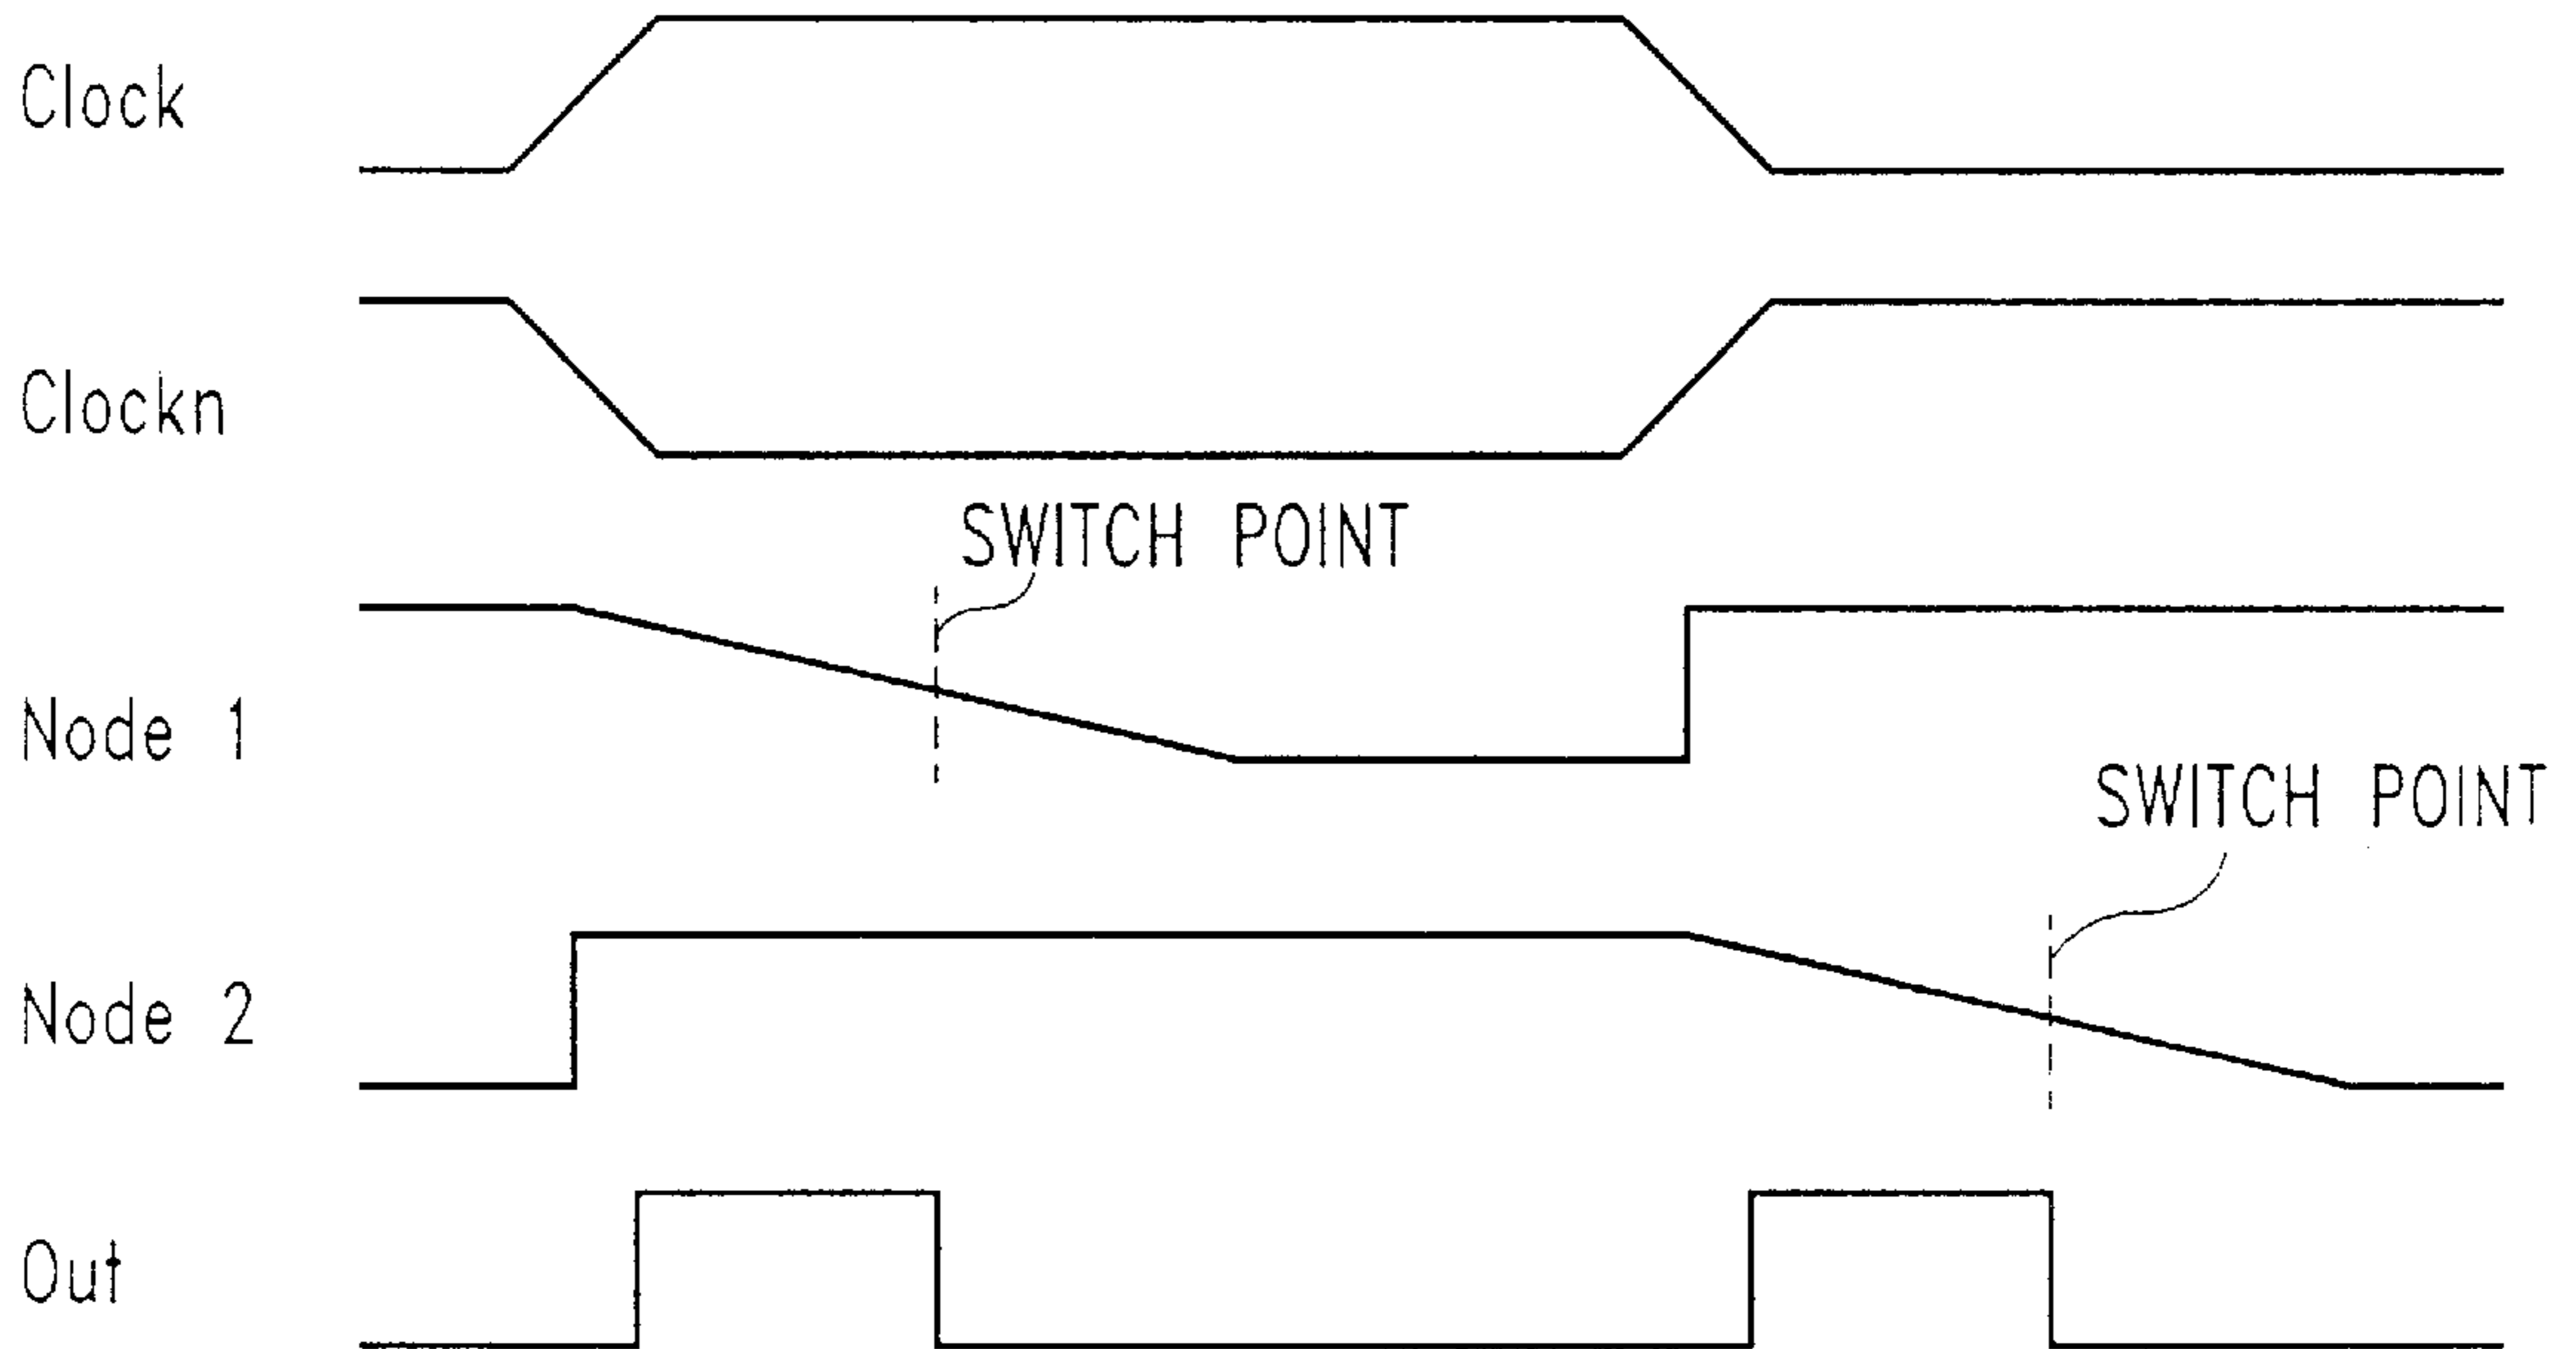 Clock
Clockn
SWITCH POINT
Node 1
SWITCH POINT
Node 2
Out